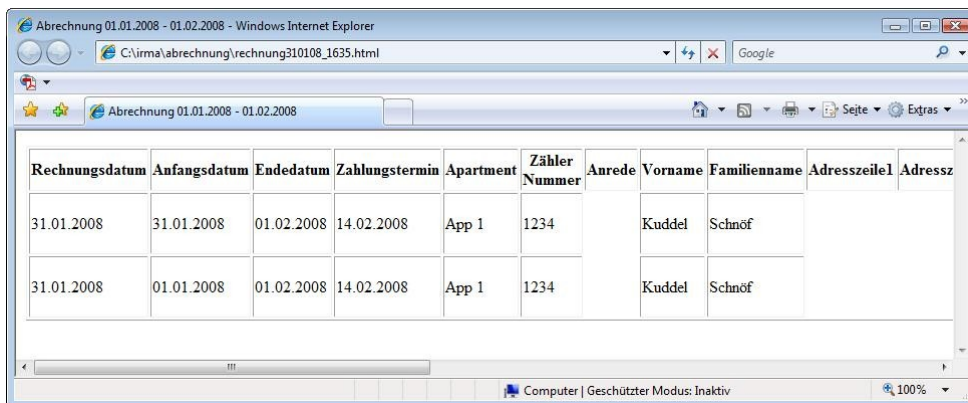 Abrechnung 01.01.2008 - 01.02.2008 - Windows Internet Explorer
C:\irma\abrechnung\rechnung310108_1635.html
Google
Abrechnung 01.01.2008 - 01.02.2008
Seite
Extras
Rechnungsdatum Anfangsdatum Endedatum Zahlungstermin Apartment Zähler Nummer Anrede Vorname Familienname Adresszeile1 Adressz
31.01.2008 31.01.2008 01.02.2008 14.02.2008 App 1 1234 Kuddel Schnöf
31.01.2008 01.01.2008 01.02.2008 14.02.2008 App 1 1234 Kuddel Schnöf
Computer | Geschützter Modus: Inaktiv
100%